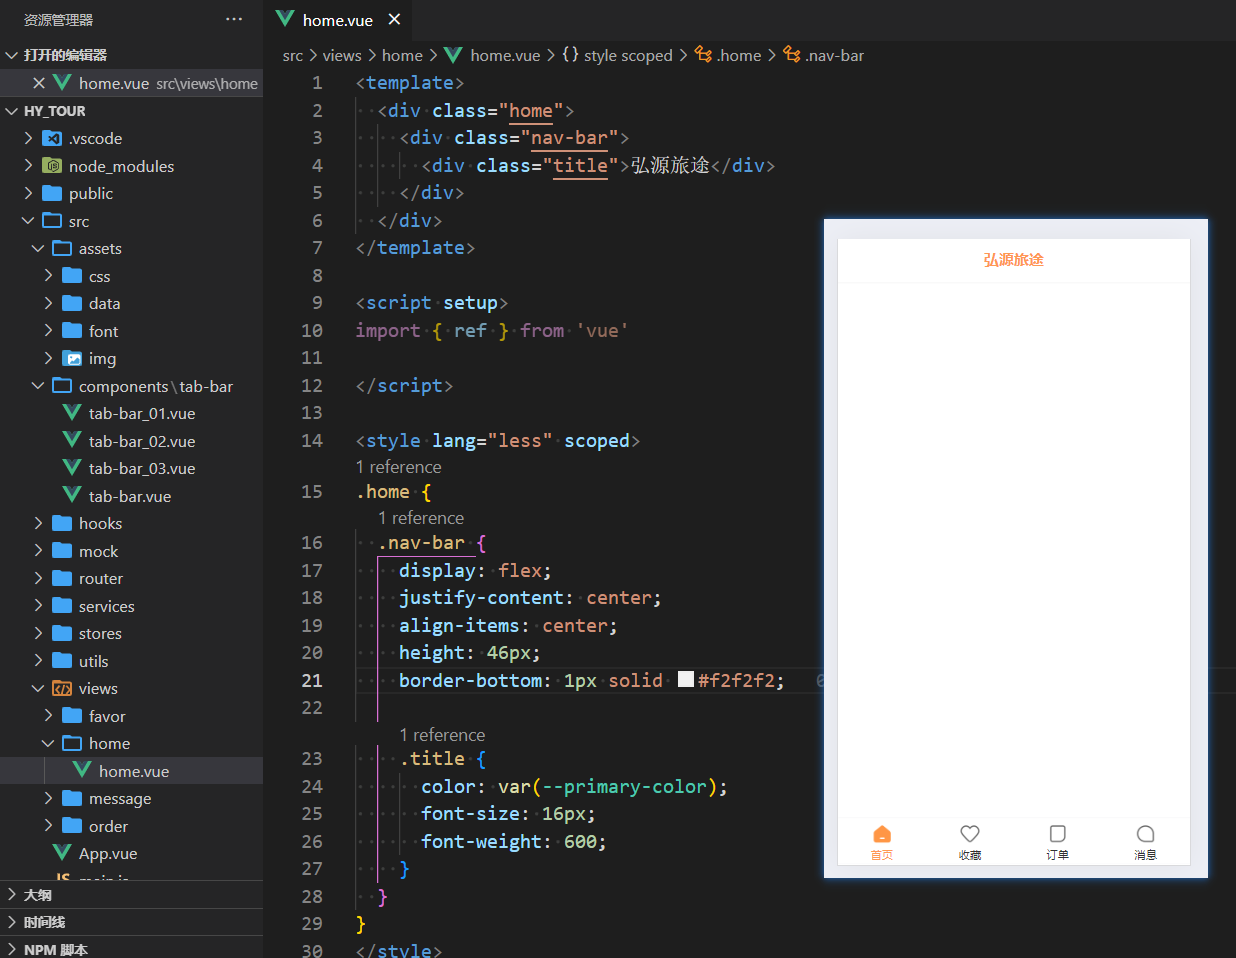 资源管理器 ···
打开的编辑器
home.vue src\views\home
HY_TOUR
.vscode
node_modules
public
src
assets
css
data
font
img
components\tab-bar
tab-bar_01.vue
tab-bar_02.vue
tab-bar_03.vue
tab-bar.vue
hooks
mock
router
services
stores
utils
views
favor
home
home.vue
message
order
App.vue
JS main.js
大纲
时间线
NPM 脚本
home.vue
src > views > home > home.vue > {} style scoped > .home > .nav-bar
1 <template>
2 <div class="home">
3 <div class="nav-bar">
4 <div class="title">弘源旅途</div>
5 </div>
6 </div>
7 </template>
8
9 <script setup>
10 import { ref } from 'vue'
11
12 </script>
13
14 <style lang="less" scoped>
1 reference
15 .home {
1 reference
16 .nav-bar {
17 display: flex;
18 justify-content: center;
19 align-items: center;
20 height: 46px;
21 border-bottom: 1px solid #f2f2f2;
22
1 reference
23 .title {
24 color: var(--primary-color);
25 font-size: 16px;
26 font-weight: 600;
27 }
28 }
29 }
30 </style>
弘源旅途
首页 收藏 订单 消息